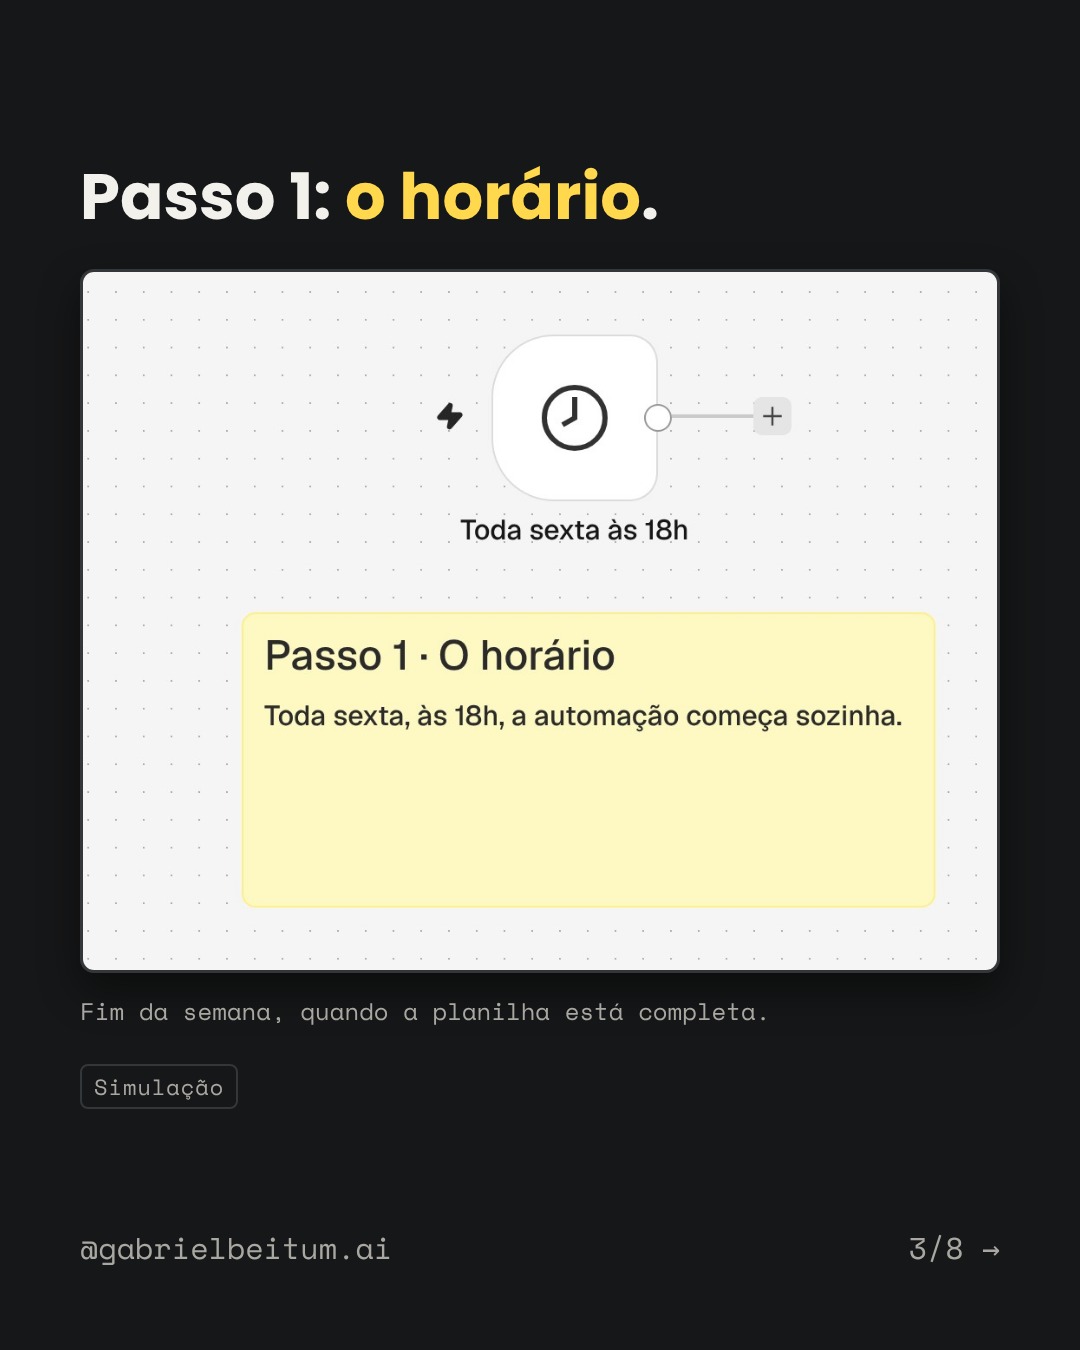 Passo 1: o horário.
Toda sexta às 18h
Passo 1 · O horário
Toda sexta, às 18h, a automação começa sozinha.
Fim da semana, quando a planilha está completa.
Simulação
@gabrielbeitum.ai
3/8 →